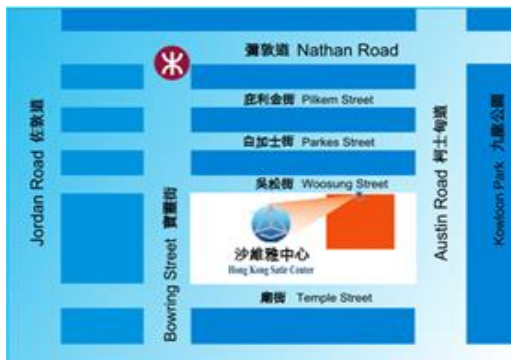 彌敦道 Nathan Road
庇利金街 Pilkem Street
白加士街 Parkes Street
吳松街 Woosung Street
沙維雅中心
Hong Kong Satir Center
廟街 Temple Street
Jordan Road 佐敦道
Bowring Street 寶靈街
Austin Road 柯士甸道
Kowloon Park 九龍公園